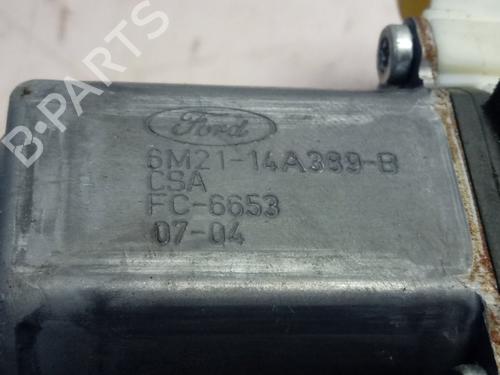 Ford
6M21-14A389-B
CSA
FC-6653
07-04
B-PARTS